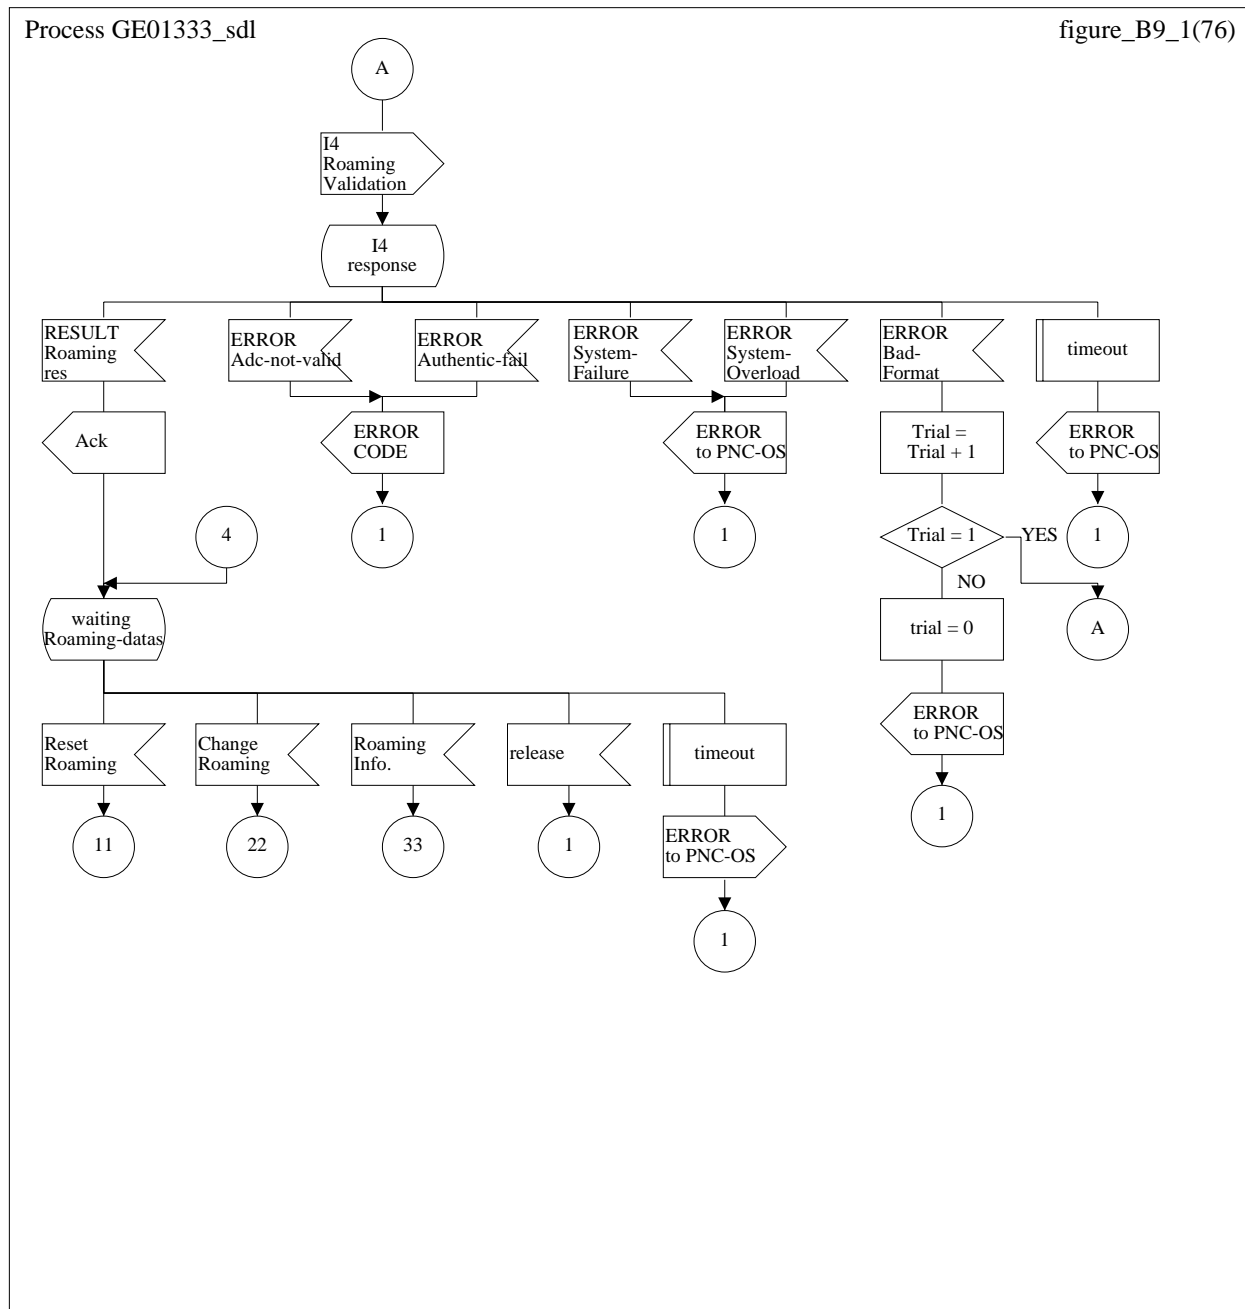 Process GE01333_sdl
figure_B9_1(76)
A
I4
Roaming
Validation
I4
response
RESULT
Roaming
res
ERROR
Adc-not-valid
ERROR
Authentic-fail
ERROR
System-
Failure
ERROR
System-
Overload
ERROR
Bad-
Format
timeout
Ack
ERROR
CODE
ERROR
to PNC-OS
Trial =
Trial + 1
ERROR
to PNC-OS
4
1
1
Trial = 1
YES
1
NO
waiting
Roaming-datas
trial = 0
A
Reset
Roaming
Change
Roaming
Roaming
Info.
release
timeout
ERROR
to PNC-OS
11
22
33
1
ERROR
to PNC-OS
1
1